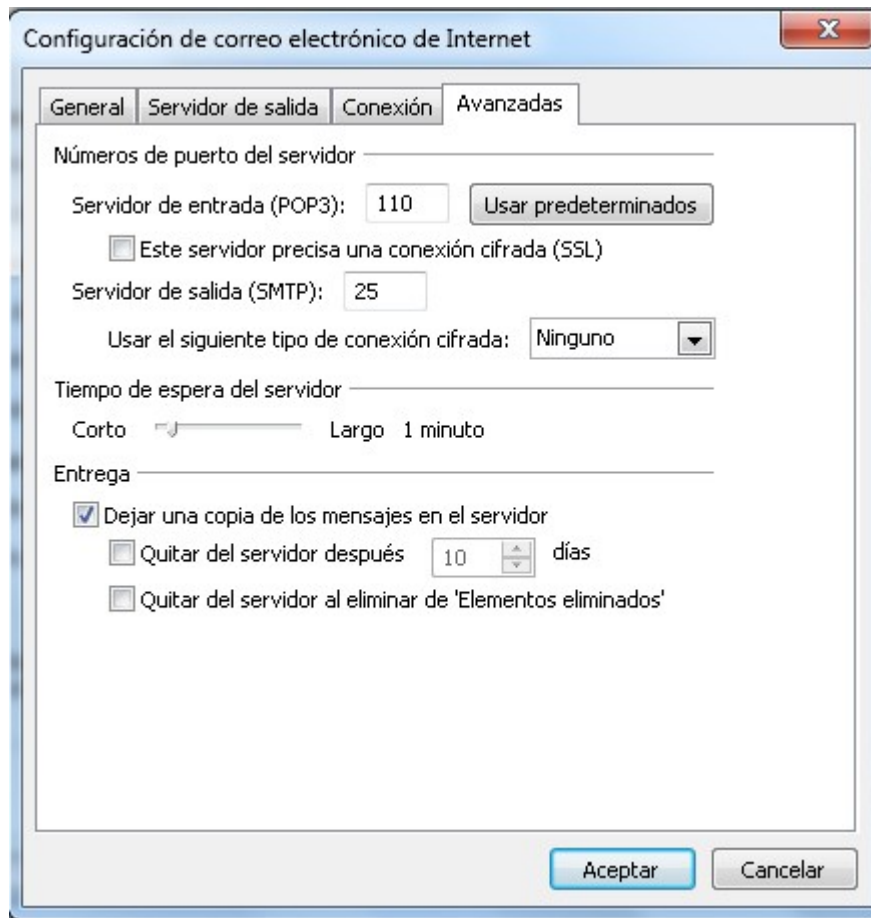 Configuración de correo electrónico de Internet
General Servidor de salida Conexión Avanzadas
Números de puerto del servidor
Servidor de entrada (POP3): 110 Usar predeterminados
Este servidor precisa una conexión cifrada (SSL)
Servidor de salida (SMTP): 25
Usar el siguiente tipo de conexión cifrada: Ninguno
Tiempo de espera del servidor
Corto Largo 1 minuto
Entrega
Dejar una copia de los mensajes en el servidor
Quitar del servidor después 10 días
Quitar del servidor al eliminar de 'Elementos eliminados'
Aceptar Cancelar